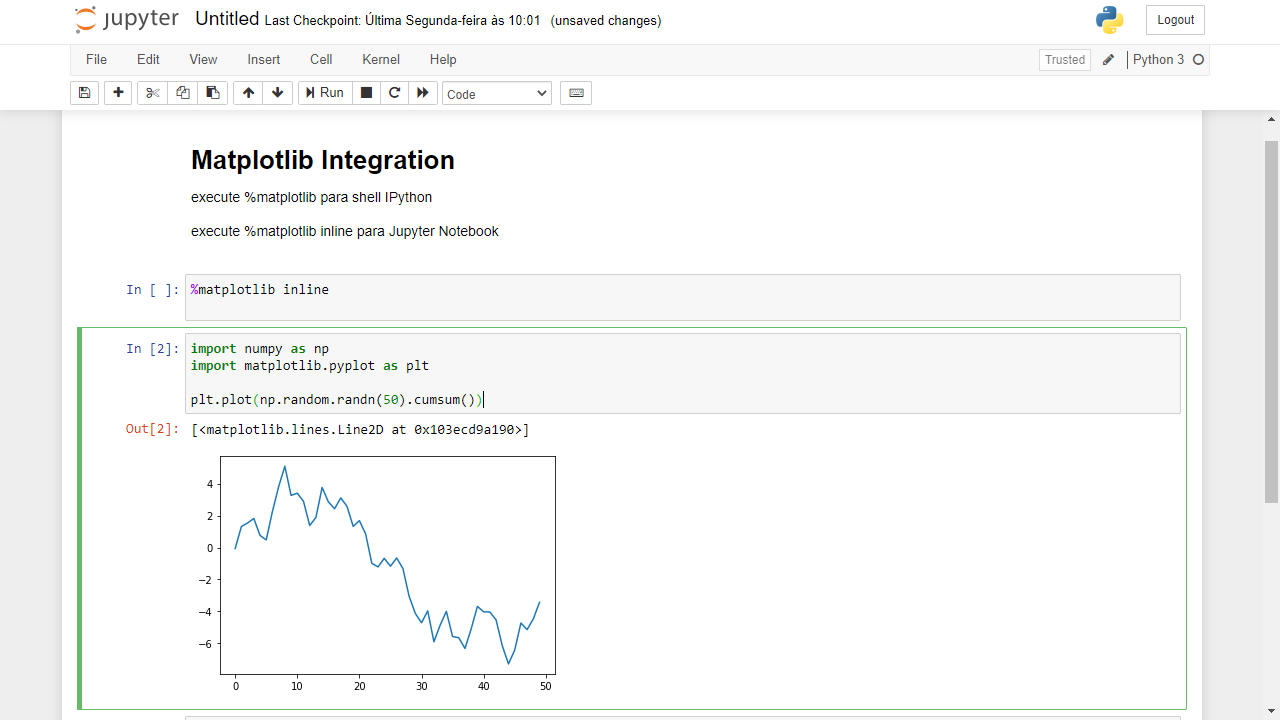 jupyter Untitled Last Checkpoint: Última Segunda-feira às 10:01 (unsaved changes) Logout
File Edit View Insert Cell Kernel Help Trusted Python 3
Run Code
Matplotlib Integration
execute %matplotlib para shell IPython
execute %matplotlib inline para Jupyter Notebook
In [ ]: %matplotlib inline
In [2]: import numpy as np
import matplotlib.pyplot as plt
plt.plot(np.random.randn(50).cumsum())
Out[2]: [<matplotlib.lines.Line2D at 0x103ecd9a190>]
4
2
0
−2
−4
−6
0 10 20 30 40 50